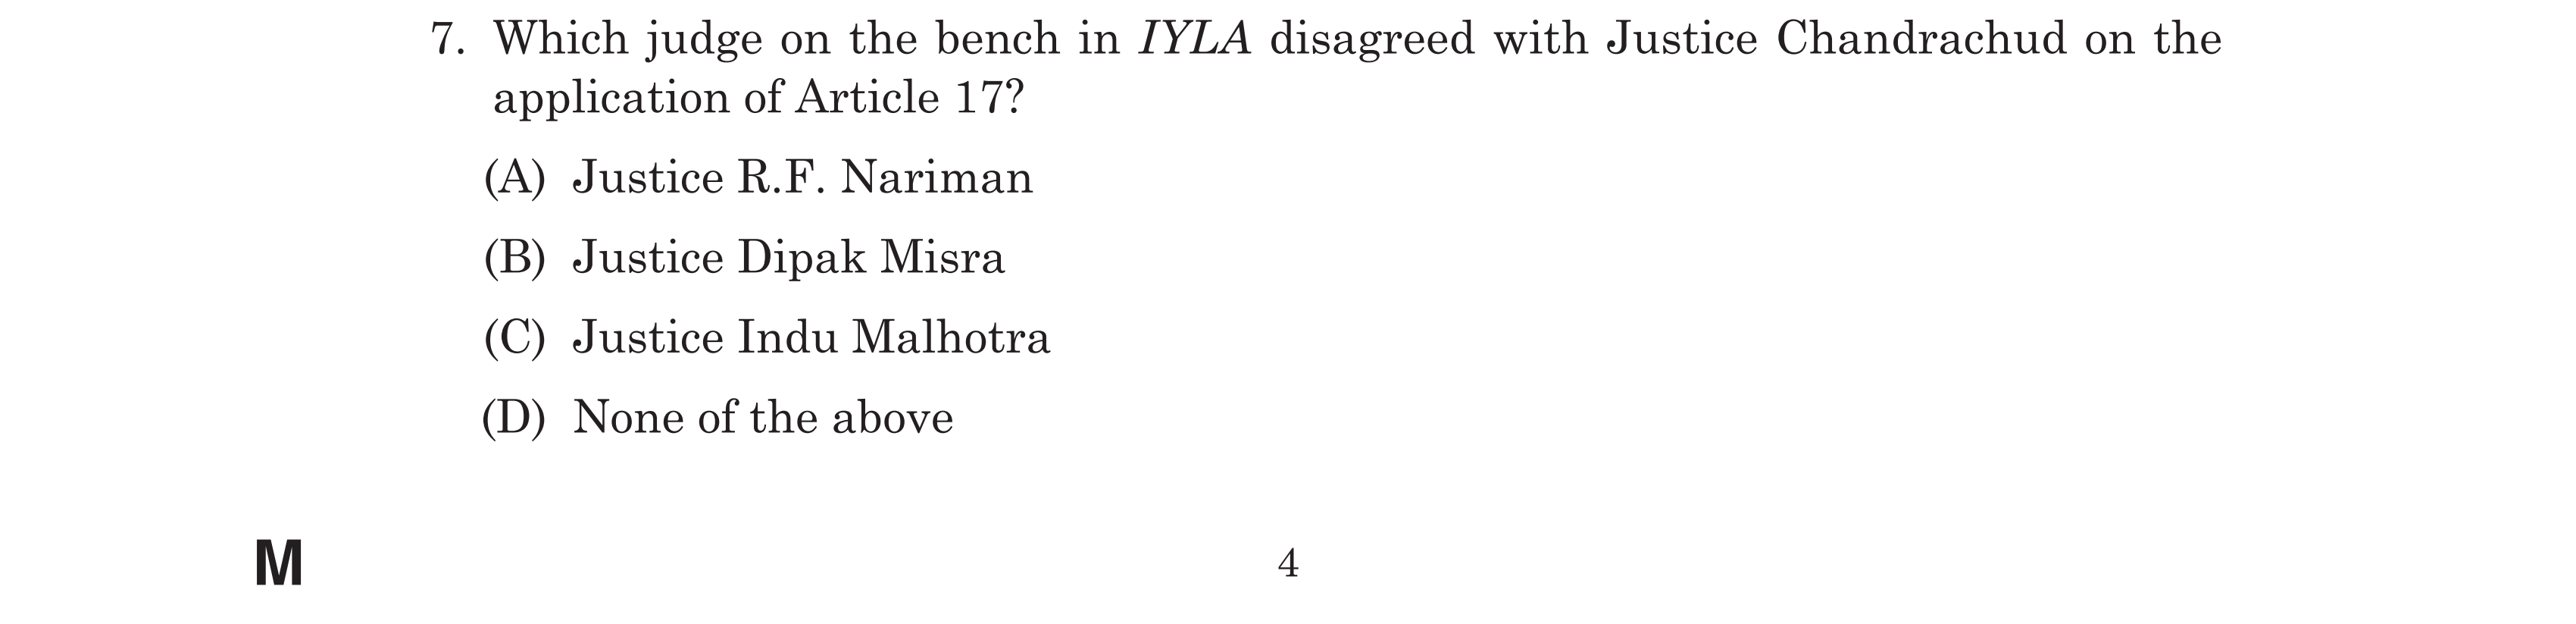 7. Which judge on the bench in IYLA disagreed with Justice Chandrachud on the
application of Article 17?
(A) Justice R.F. Nariman
(B) Justice Dipak Misra
(C) Justice Indu Malhotra
(D) None of the above
M 4